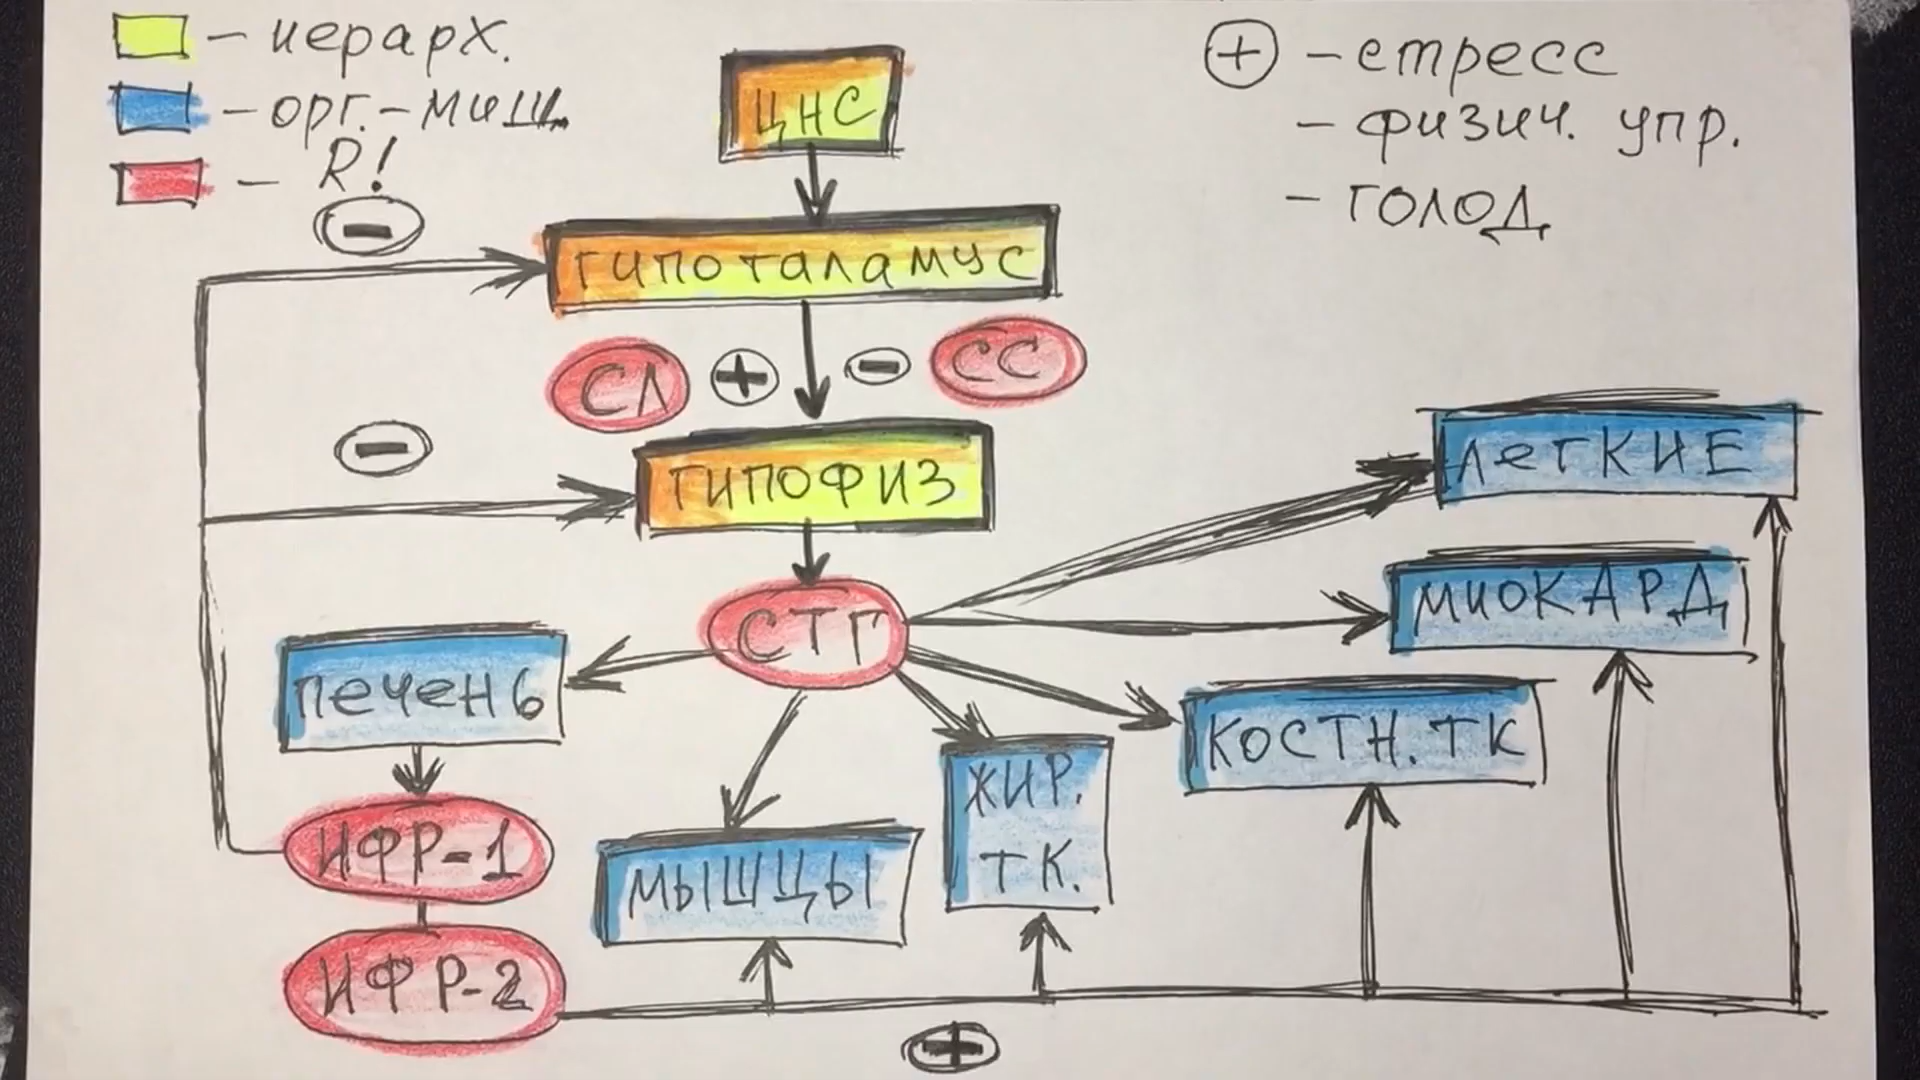 - иерарх.
- орг.-миш.
- R!
+ - стресс
- физич. упр.
- голод
ЦНС
−
гипоталамус
СЛ
+
−
СС
−
гипофиз
СТГ
легкие
миокард
печень
костн. тк
жир.
тк.
ИФР-1
мышцы
ИФР-2
+